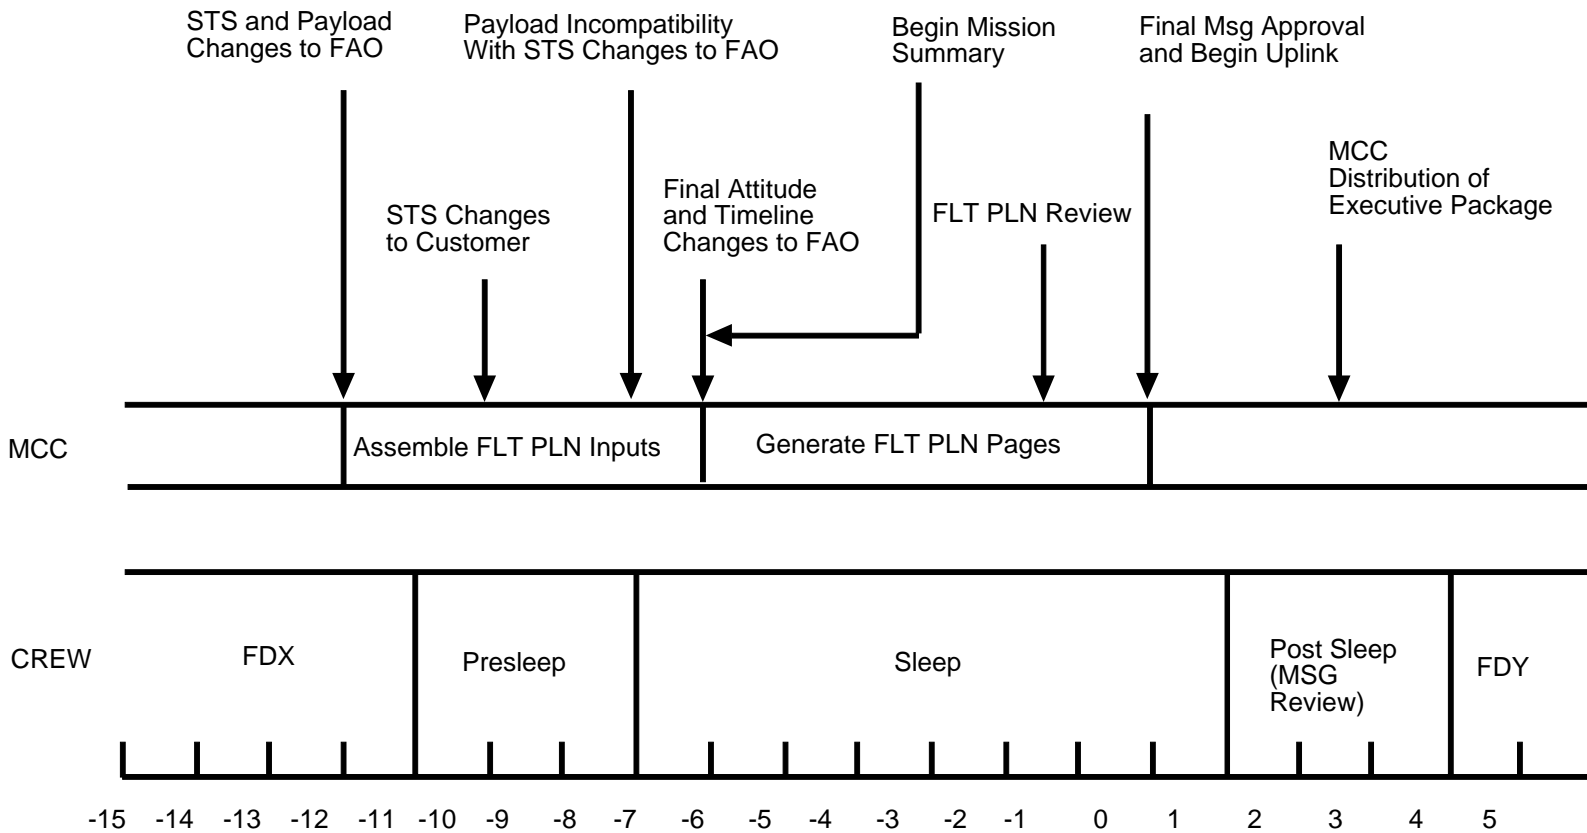 STS and Payload
Changes to FAO
Payload Incompatibility
With STS Changes to FAO
Begin Mission
Summary
Final Msg Approval
and Begin Uplink
MCC
Distribution of
Executive Package
STS Changes
to Customer
Final Attitude
and Timeline
Changes to FAO
FLT PLN Review
MCC
Assemble FLT PLN Inputs
Generate FLT PLN Pages
CREW
FDX
Presleep
Sleep
Post Sleep
(MSG
Review)
FDY
-15 -14 -13 -12 -11 -10 -9 -8 -7 -6 -5 -4 -3 -2 -1 0 1 2 3 4 5